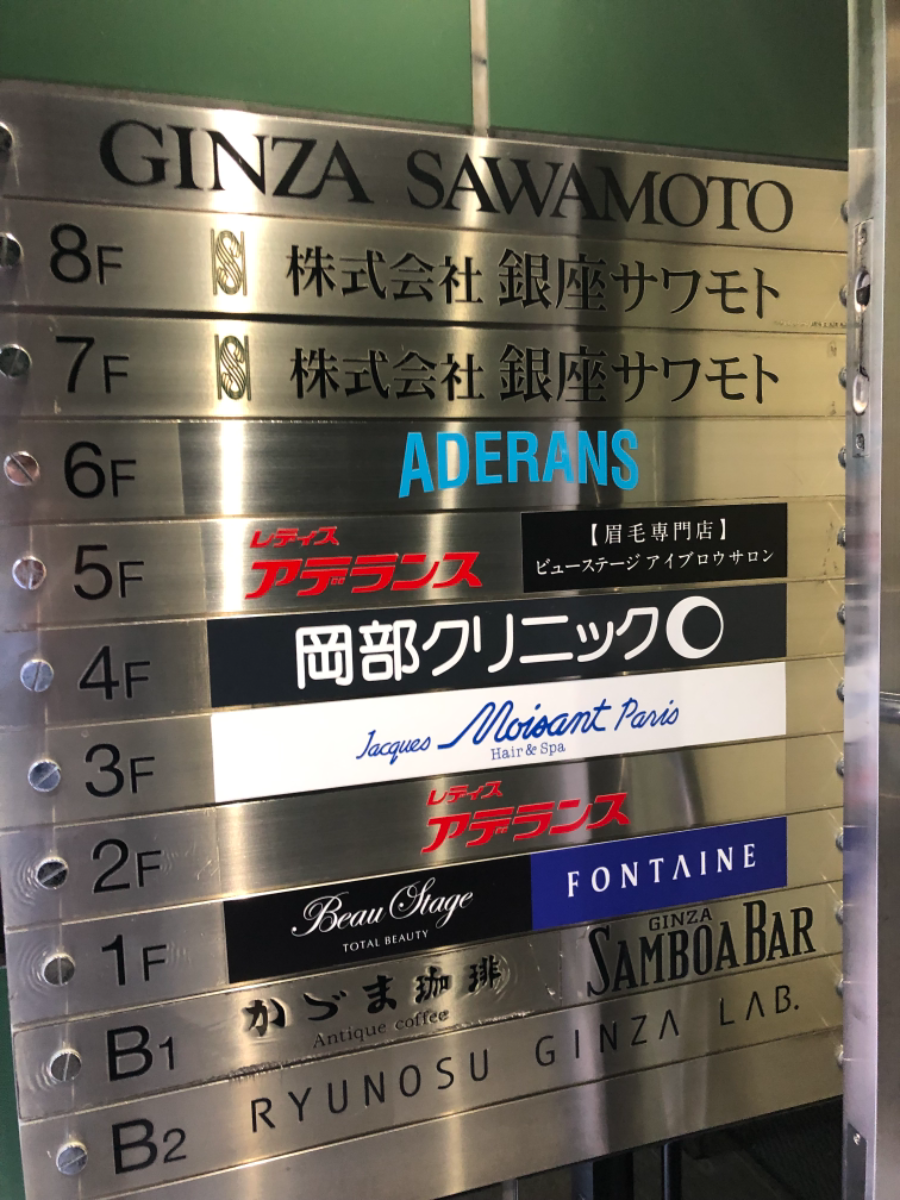 GINZA SAWAMOTO
8F 株式会社 銀座サワモト
7F 株式会社 銀座サワモト
6F ADERANS
5F レディス アデランス 【眉毛専門店】
ビューステージ アイブロウサロン
4F 岡部クリニック
3F Jacques Moisant Paris
Hair & Spa
2F レディス
アデランス
1F Beau Stage FONTAINE
TOTAL BEAUTY
B1 かづま珈琲 GINZA SAMBOA BAR
Antique coffee
B2 RYUNOSU GINZA LAB.